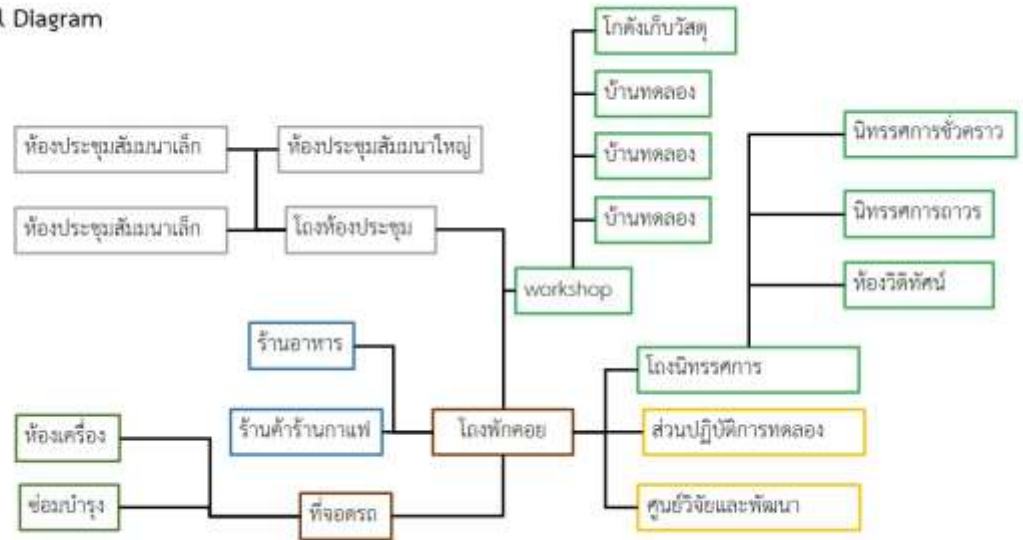 l Diagram
โกดังเก็บวัสดุ
บ้านทดลอง
นิทรรศการชั่วคราว
ห้องประชุมสัมมนาเล็ก
ห้องประชุมสัมมนาใหญ่
บ้านทดลอง
ห้องประชุมสัมมนาเล็ก
โถงห้องประชุม
บ้านทดลอง
นิทรรศการถาวร
workshop
ห้องวิดิทัศน์
ร้านอาหาร
โถงนิทรรศการ
ห้องเครื่อง
ร้านค้าร้านกาแฟ
โถงพักคอย
ส่วนปฏิบัติการทดลอง
ซ่อมบำรุง
ที่จอดรถ
ศูนย์วิจัยและพัฒนา